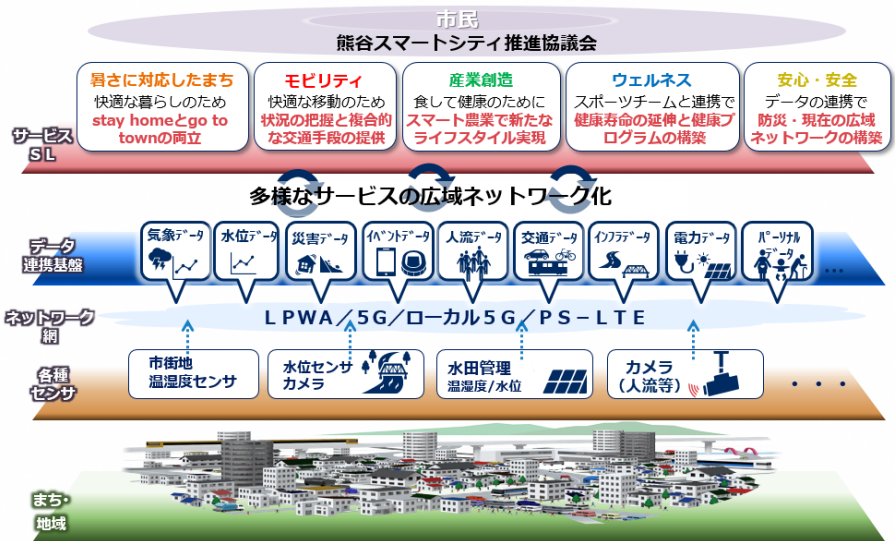 市民
熊谷スマートシティ推進協議会
暑さに対応したまち
快適な暮らしのため
stay homeとgo to
townの両立
モビリティ
快適な移動のため
状況の把握と複合的
な交通手段の提供
産業創造
食して健康のために
スマート農業で新たな
ライフスタイル実現
ウェルネス
スポーツチームと連携で
健康寿命の延伸と健康プ
ログラムの構築
安心・安全
データの連携で
防災・現在の広域
ネットワークの構築
サービス
SL
多様なサービスの広域ネットワーク化
データ
連携基盤
気象データ
水位データ
災害データ
イベントデータ
人流データ
交通データ
インフラデータ
電力データ
パーソナル
データ
…
ネットワーク
網
LPWA/5G/ローカル5G/PS-LTE
各種
センサ
市街地
温湿度センサ
水位センサ
カメラ
水田管理
温湿度/水位
カメラ
(人流等)
・・・
まち・
地域